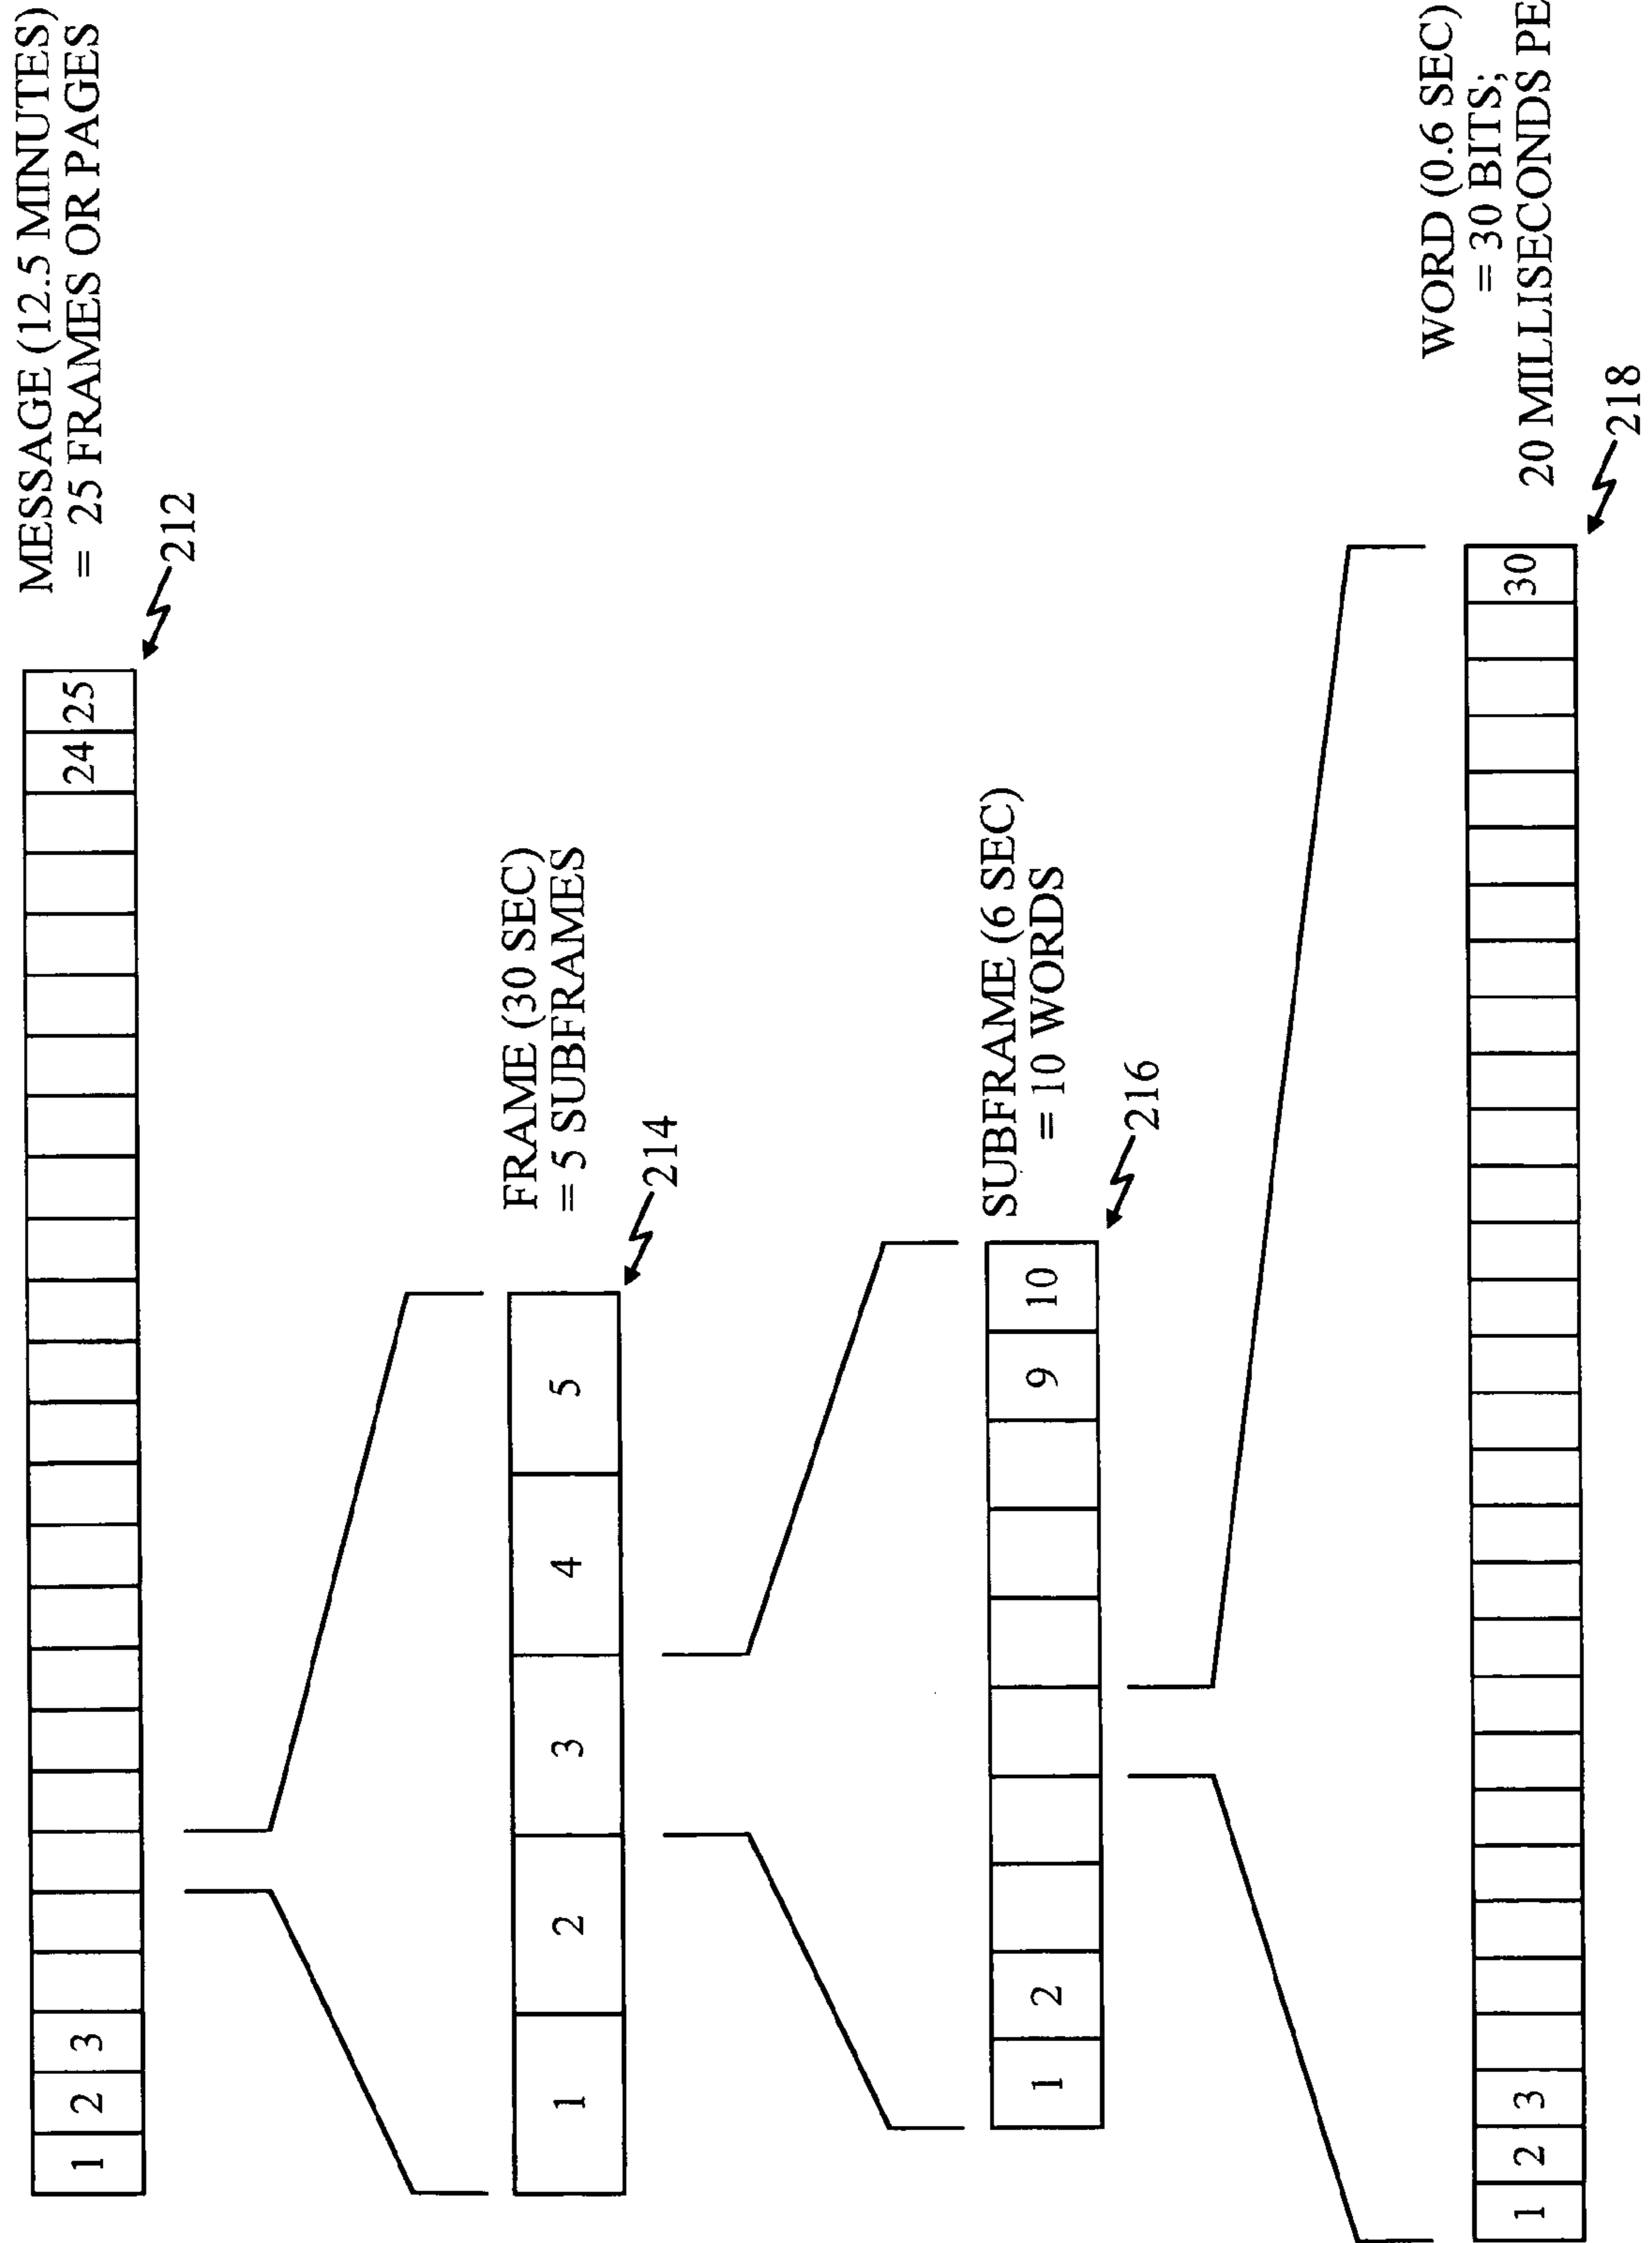 MESSAGE (12.5 MINUTES)
= 25 FRAMES OR PAGES
1 2 3 24 25
212
FRAME (30 SEC)
= 5 SUBFRAMES
1 2 3 4 5
214
SUBFRAME (6 SEC)
= 10 WORDS
1 2 9 10
216
WORD (0.6 SEC)
= 30 BITS;
20 MILLISECONDS PE
1 2 3 30
218